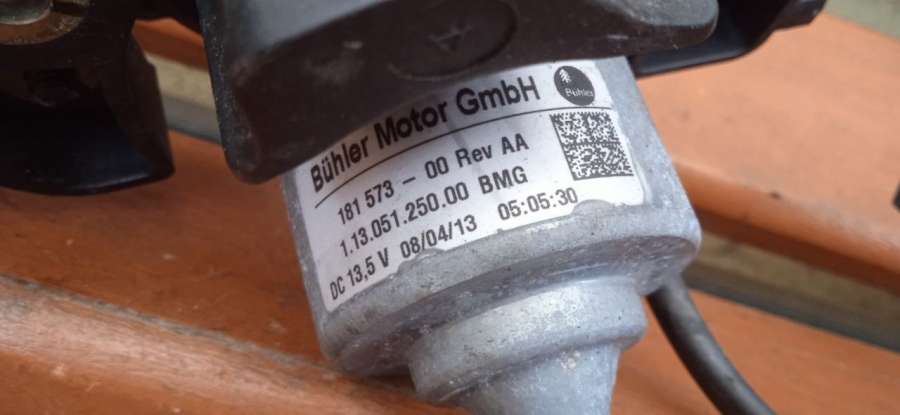 Bühler Motor GmbH
Bühler
181 573 - 00 Rev AA
1.13.051.250.00 BMG
DC 13,5 V 08/04/13 05:05:30